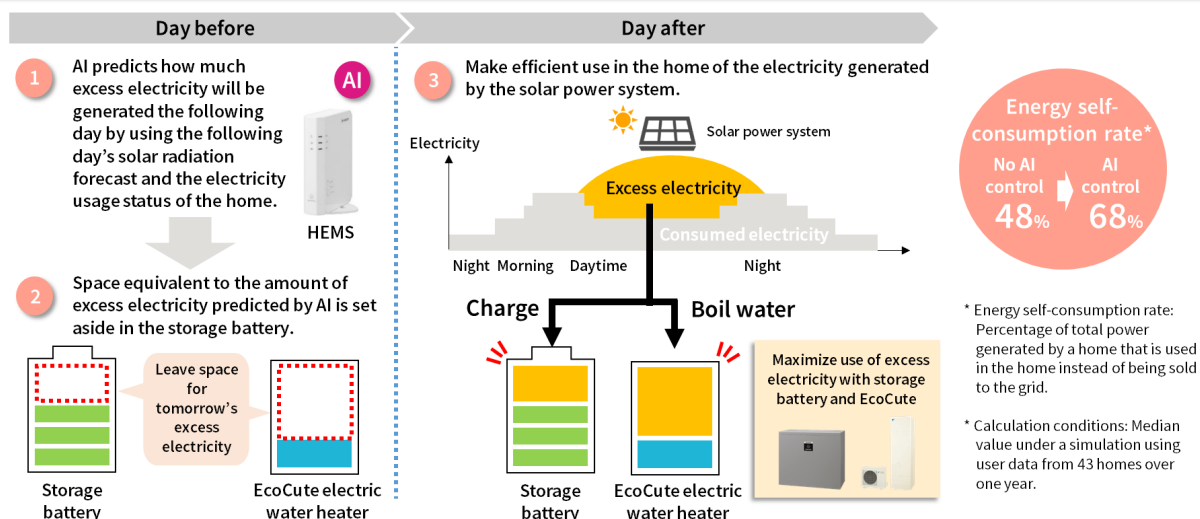 Day before
Day after
1
AI predicts how much
excess electricity will be
generated the following
day by using the following
day's solar radiation
forecast and the electricity
usage status of the home.
AI
HEMS
2
Space equivalent to the amount of
excess electricity predicted by AI is set
aside in the storage battery.
Leave space
for
tomorrow's
excess
electricity
Storage
battery
EcoCute electric
water heater
3
Make efficient use in the home of the electricity generated
by the solar power system.
Solar power system
Electricity
Excess electricity
Consumed electricity
Night Morning Daytime Night
Charge
Boil water
Storage
battery
EcoCute electric
water heater
Maximize use of excess
electricity with storage
battery and EcoCute
Energy self-
consumption rate*
No AI
control
48%
AI
control
68%
* Energy self-consumption rate:
Percentage of total power
generated by a home that is used
in the home instead of being sold
to the grid.
* Calculation conditions: Median
value under a simulation using
user data from 43 homes over
one year.